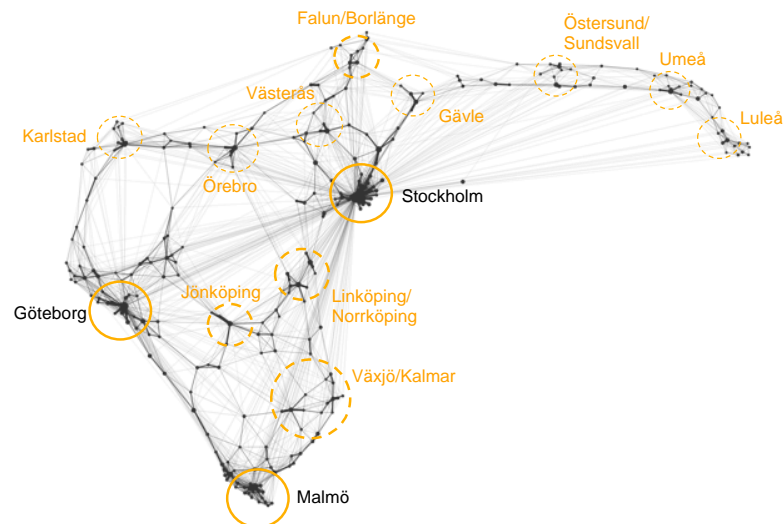 Falun/Borlänge
Östersund/
Sundsvall
Umeå
Västerås
Gävle
Luleå
Karlstad
Örebro
Stockholm
Jönköping
Linköping/
Norrköping
Göteborg
Växjö/Kalmar
Malmö